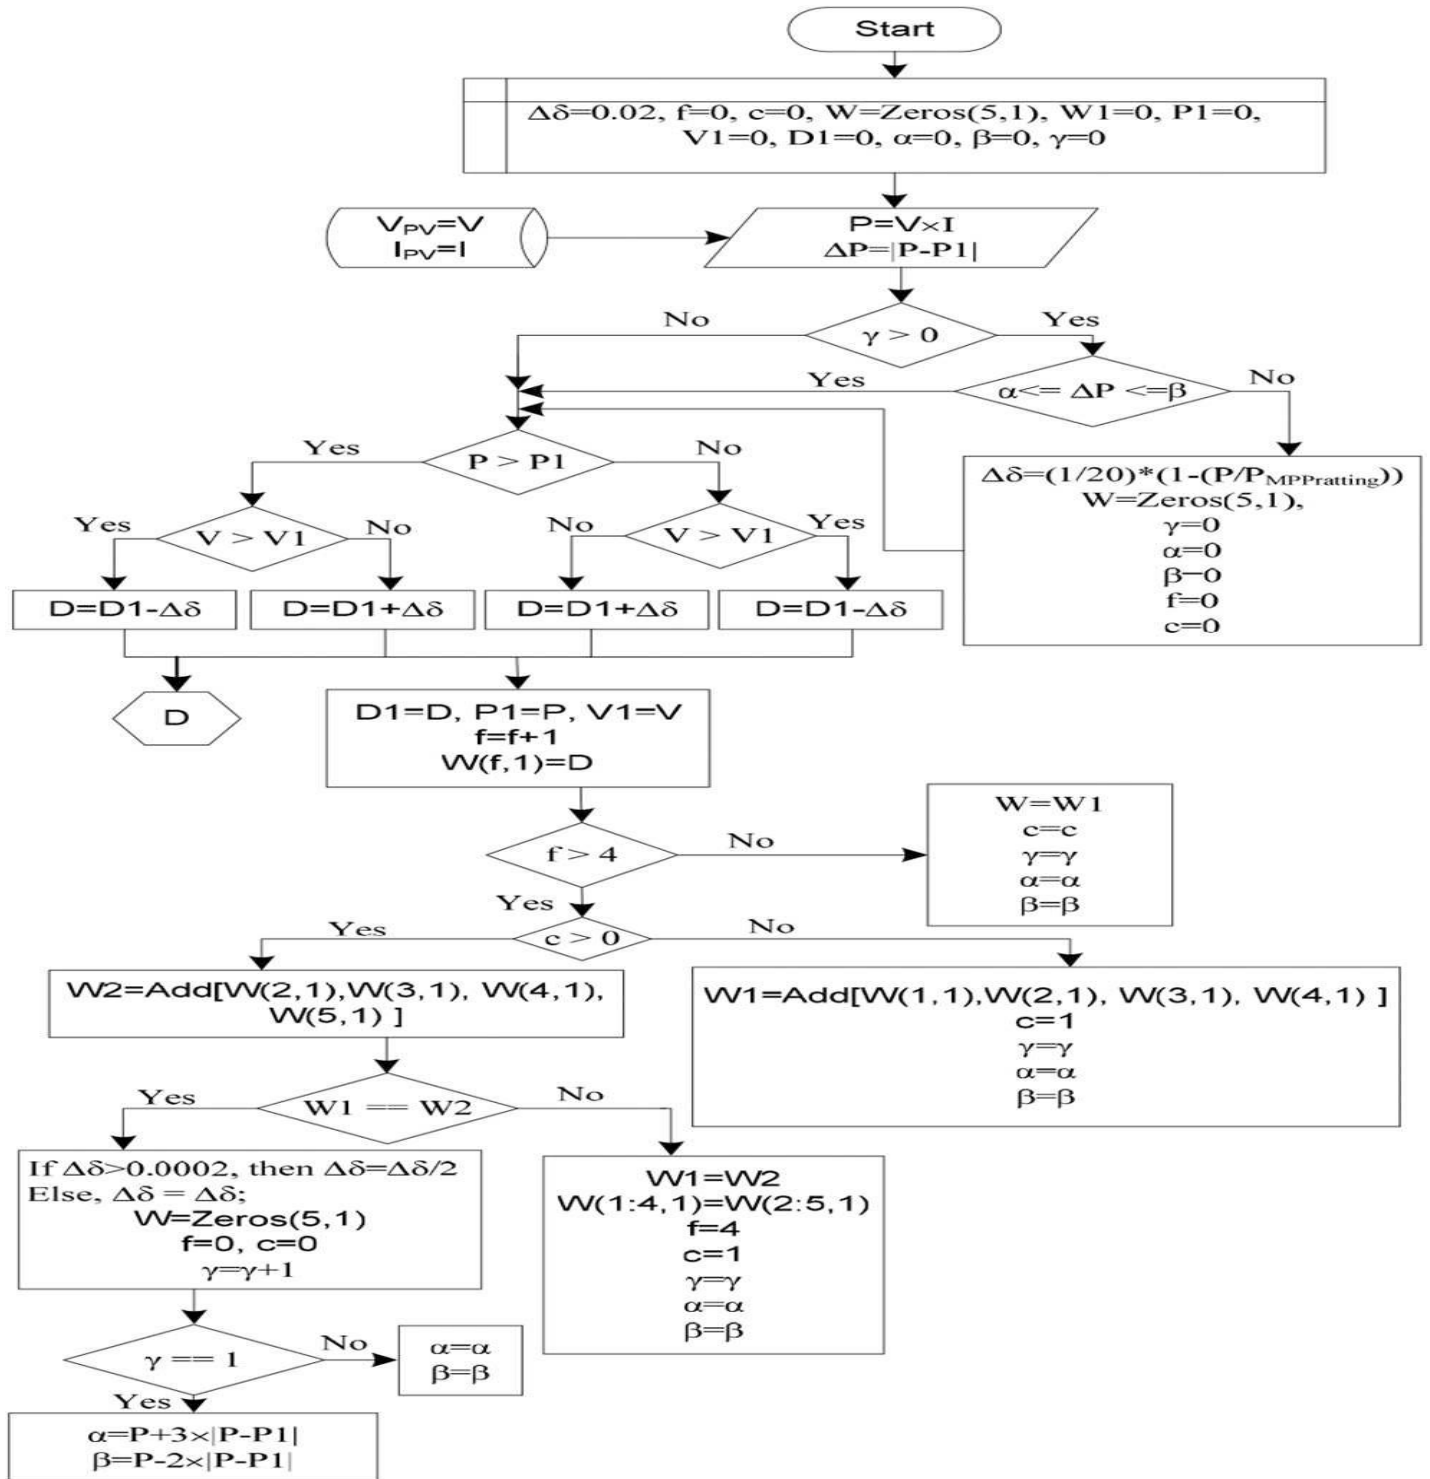 Start
Δδ=0.02, f=0, c=0, W=Zeros(5,1), W1=0, P1=0,
V1=0, D1=0, α=0, β=0, γ=0
V_PV=V
I_PV=I
P=V×I
ΔP=|P-P1|
No
γ > 0
Yes
Yes
α<= ΔP <=β
No
Yes
P > P1
No
Δδ=(1/20)*(1-(P/P_MPPratting))
W=Zeros(5,1),
γ=0
α=0
β=0
f=0
c=0
Yes
V > V1
No
No
V > V1
Yes
D=D1-Δδ
D=D1+Δδ
D=D1+Δδ
D=D1-Δδ
D
D1=D, P1=P, V1=V
f=f+1
W(f,1)=D
f > 4
No
W=W1
c=c
γ=γ
α=α
β=β
Yes
Yes
c > 0
No
W2=Add[W(2,1),W(3,1), W(4,1),
W(5,1) ]
W1=Add[W(1,1),W(2,1), W(3,1), W(4,1) ]
c=1
γ=γ
α=α
β=β
Yes
W1 == W2
No
If Δδ>0.0002, then Δδ=Δδ/2
Else, Δδ = Δδ;
W=Zeros(5,1)
f=0, c=0
γ=γ+1
W1=W2
W(1:4,1)=W(2:5,1)
f=4
c=1
γ=γ
α=α
β=β
γ == 1
No
α=α
β=β
Yes
α=P+3×|P-P1|
β=P-2×|P-P1|